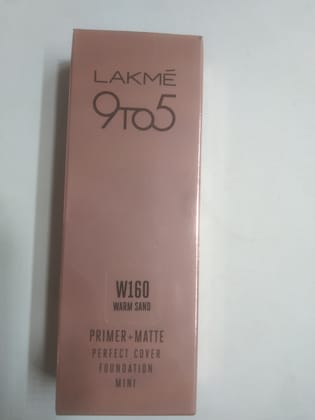 LAKMÉ
9TO5
W160
WARM SAND
PRIMER+MATTE
PERFECT COVER
FOUNDATION
MINI